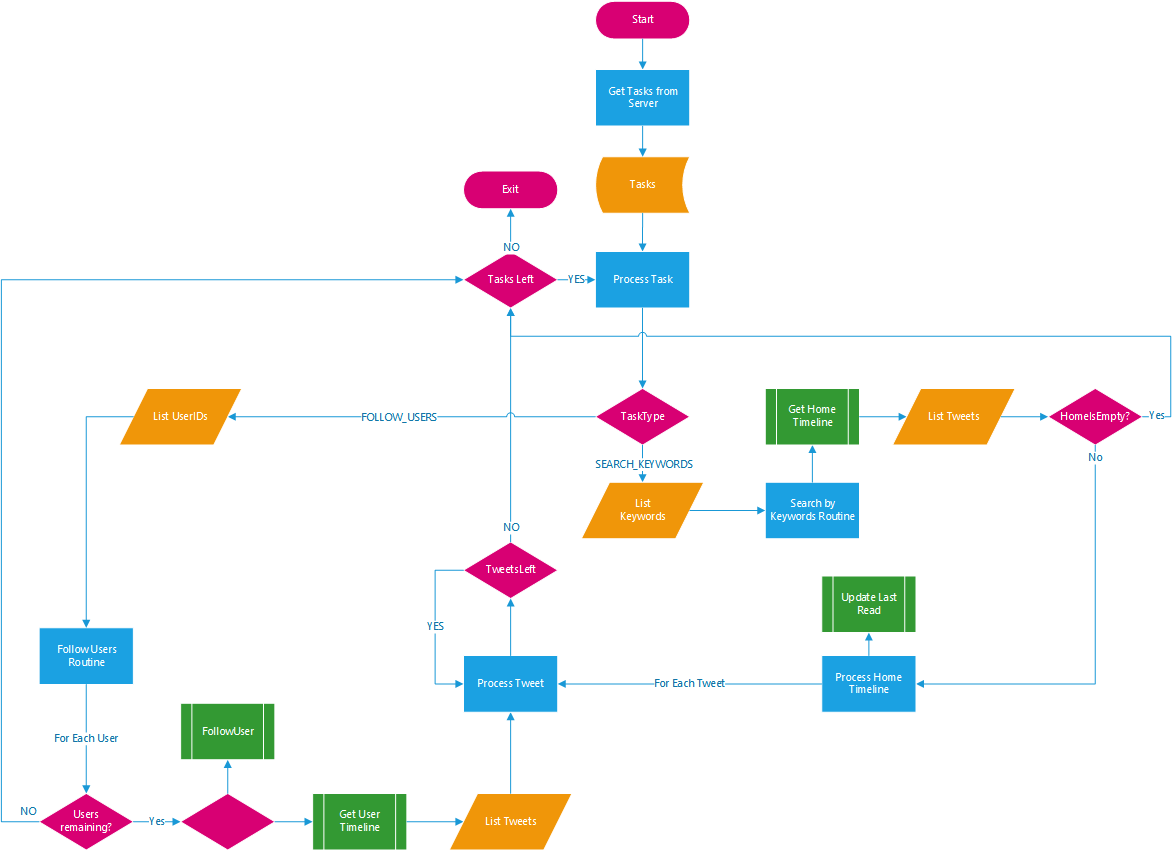 Start
Get Tasks from
Server
Tasks
Exit
NO
Tasks Left
YES
Process Task
List UserIDs
FOLLOW_USERS
TaskType
Get Home
Timeline
List Tweets
HomeIsEmpty?
Yes
SEARCH_KEYWORDS
No
List
Keywords
Search by
Keywords Routine
NO
TweetsLeft
YES
Update Last
Read
Follow Users
Routine
Process Tweet
For Each Tweet
Process Home
Timeline
For Each User
FollowUser
NO
Users
remaining?
Yes
Get User
Timeline
List Tweets